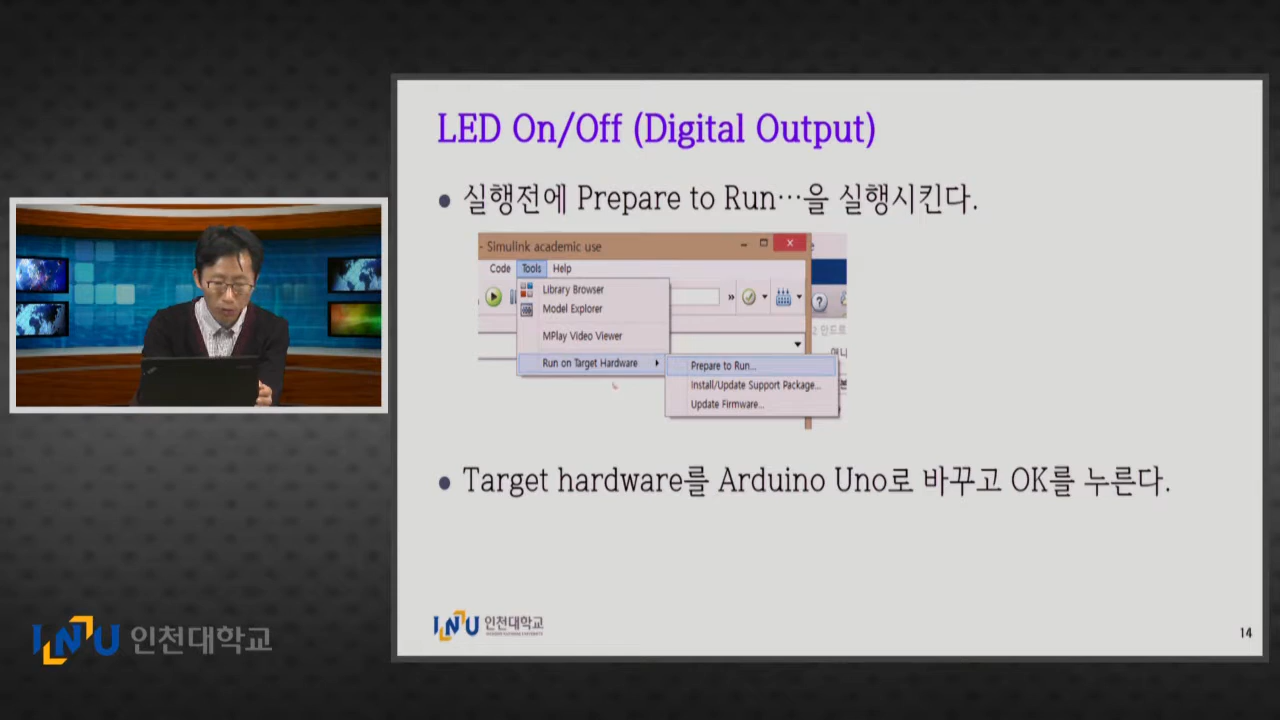 LED On/Off (Digital Output)
• 실행전에 Prepare to Run…을 실행시킨다.
- Simulink academic use
Code Tools Help
Library Browser
Model Explorer
MPlay Video Viewer
Run on Target Hardware
Prepare to Run...
Install/Update Support Package...
Update Firmware...
• Target hardware를 Arduino Uno로 바꾸고 OK를 누른다.
INU 인천대학교
14
INU 인천대학교